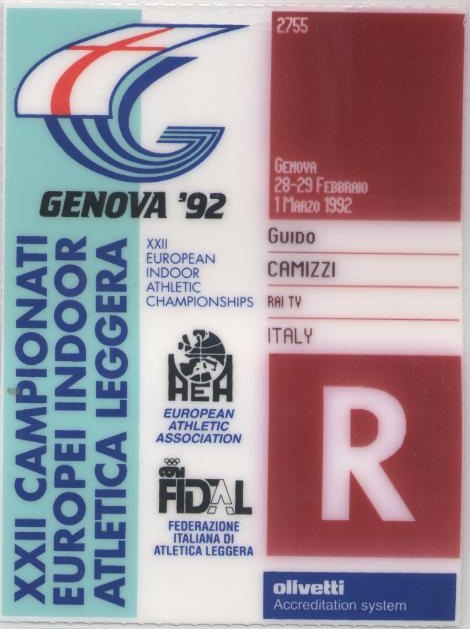 GENOVA '92
XXII CAMPIONATI
EUROPEI INDOOR
ATLETICA LEGGERA
XXII
EUROPEAN
INDOOR
ATHLETIC
CHAMPIONSHIPS
AEA
EUROPEAN
ATHLETIC
ASSOCIATION
FIDAL
FEDERAZIONE
ITALIANA DI
ATLETICA LEGGERA
2755
GENOVA
28-29 FEBBRAIO
1 MARZO 1992
GUIDO
CAMIZZI
RAI TV
ITALY
R
olivetti
Accreditation system